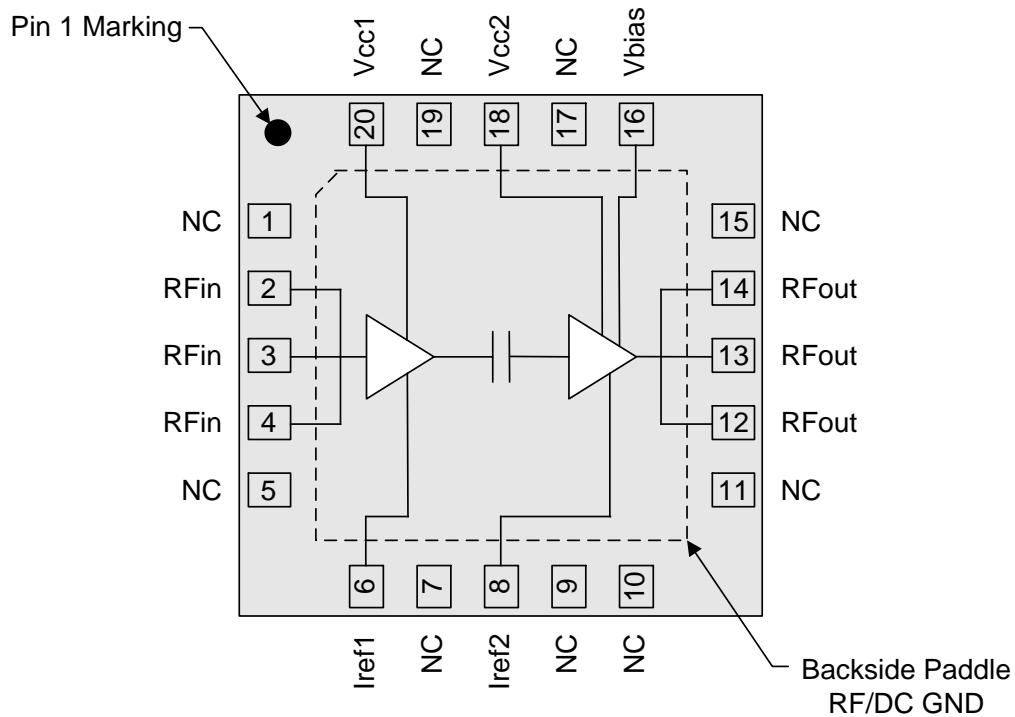 Pin 1 Marking
Vcc1
NC
Vcc2
NC
Vbias
20
19
18
17
16
NC 1
15 NC
RFin 2
14 RFout
RFin 3
13 RFout
RFin 4
12 RFout
NC 5
11 NC
6
7
8
9
10
Iref1
NC
Iref2
NC
NC
Backside Paddle
RF/DC GND